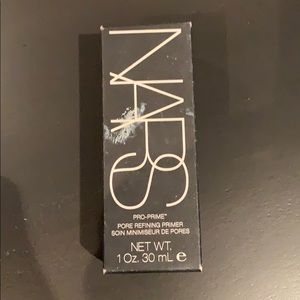 NARS
PRO-PRIME™
PORE REFINING PRIMER
SOIN MINIMISEUR DE PORES
NET WT.
1 Oz. 30 mL ℮